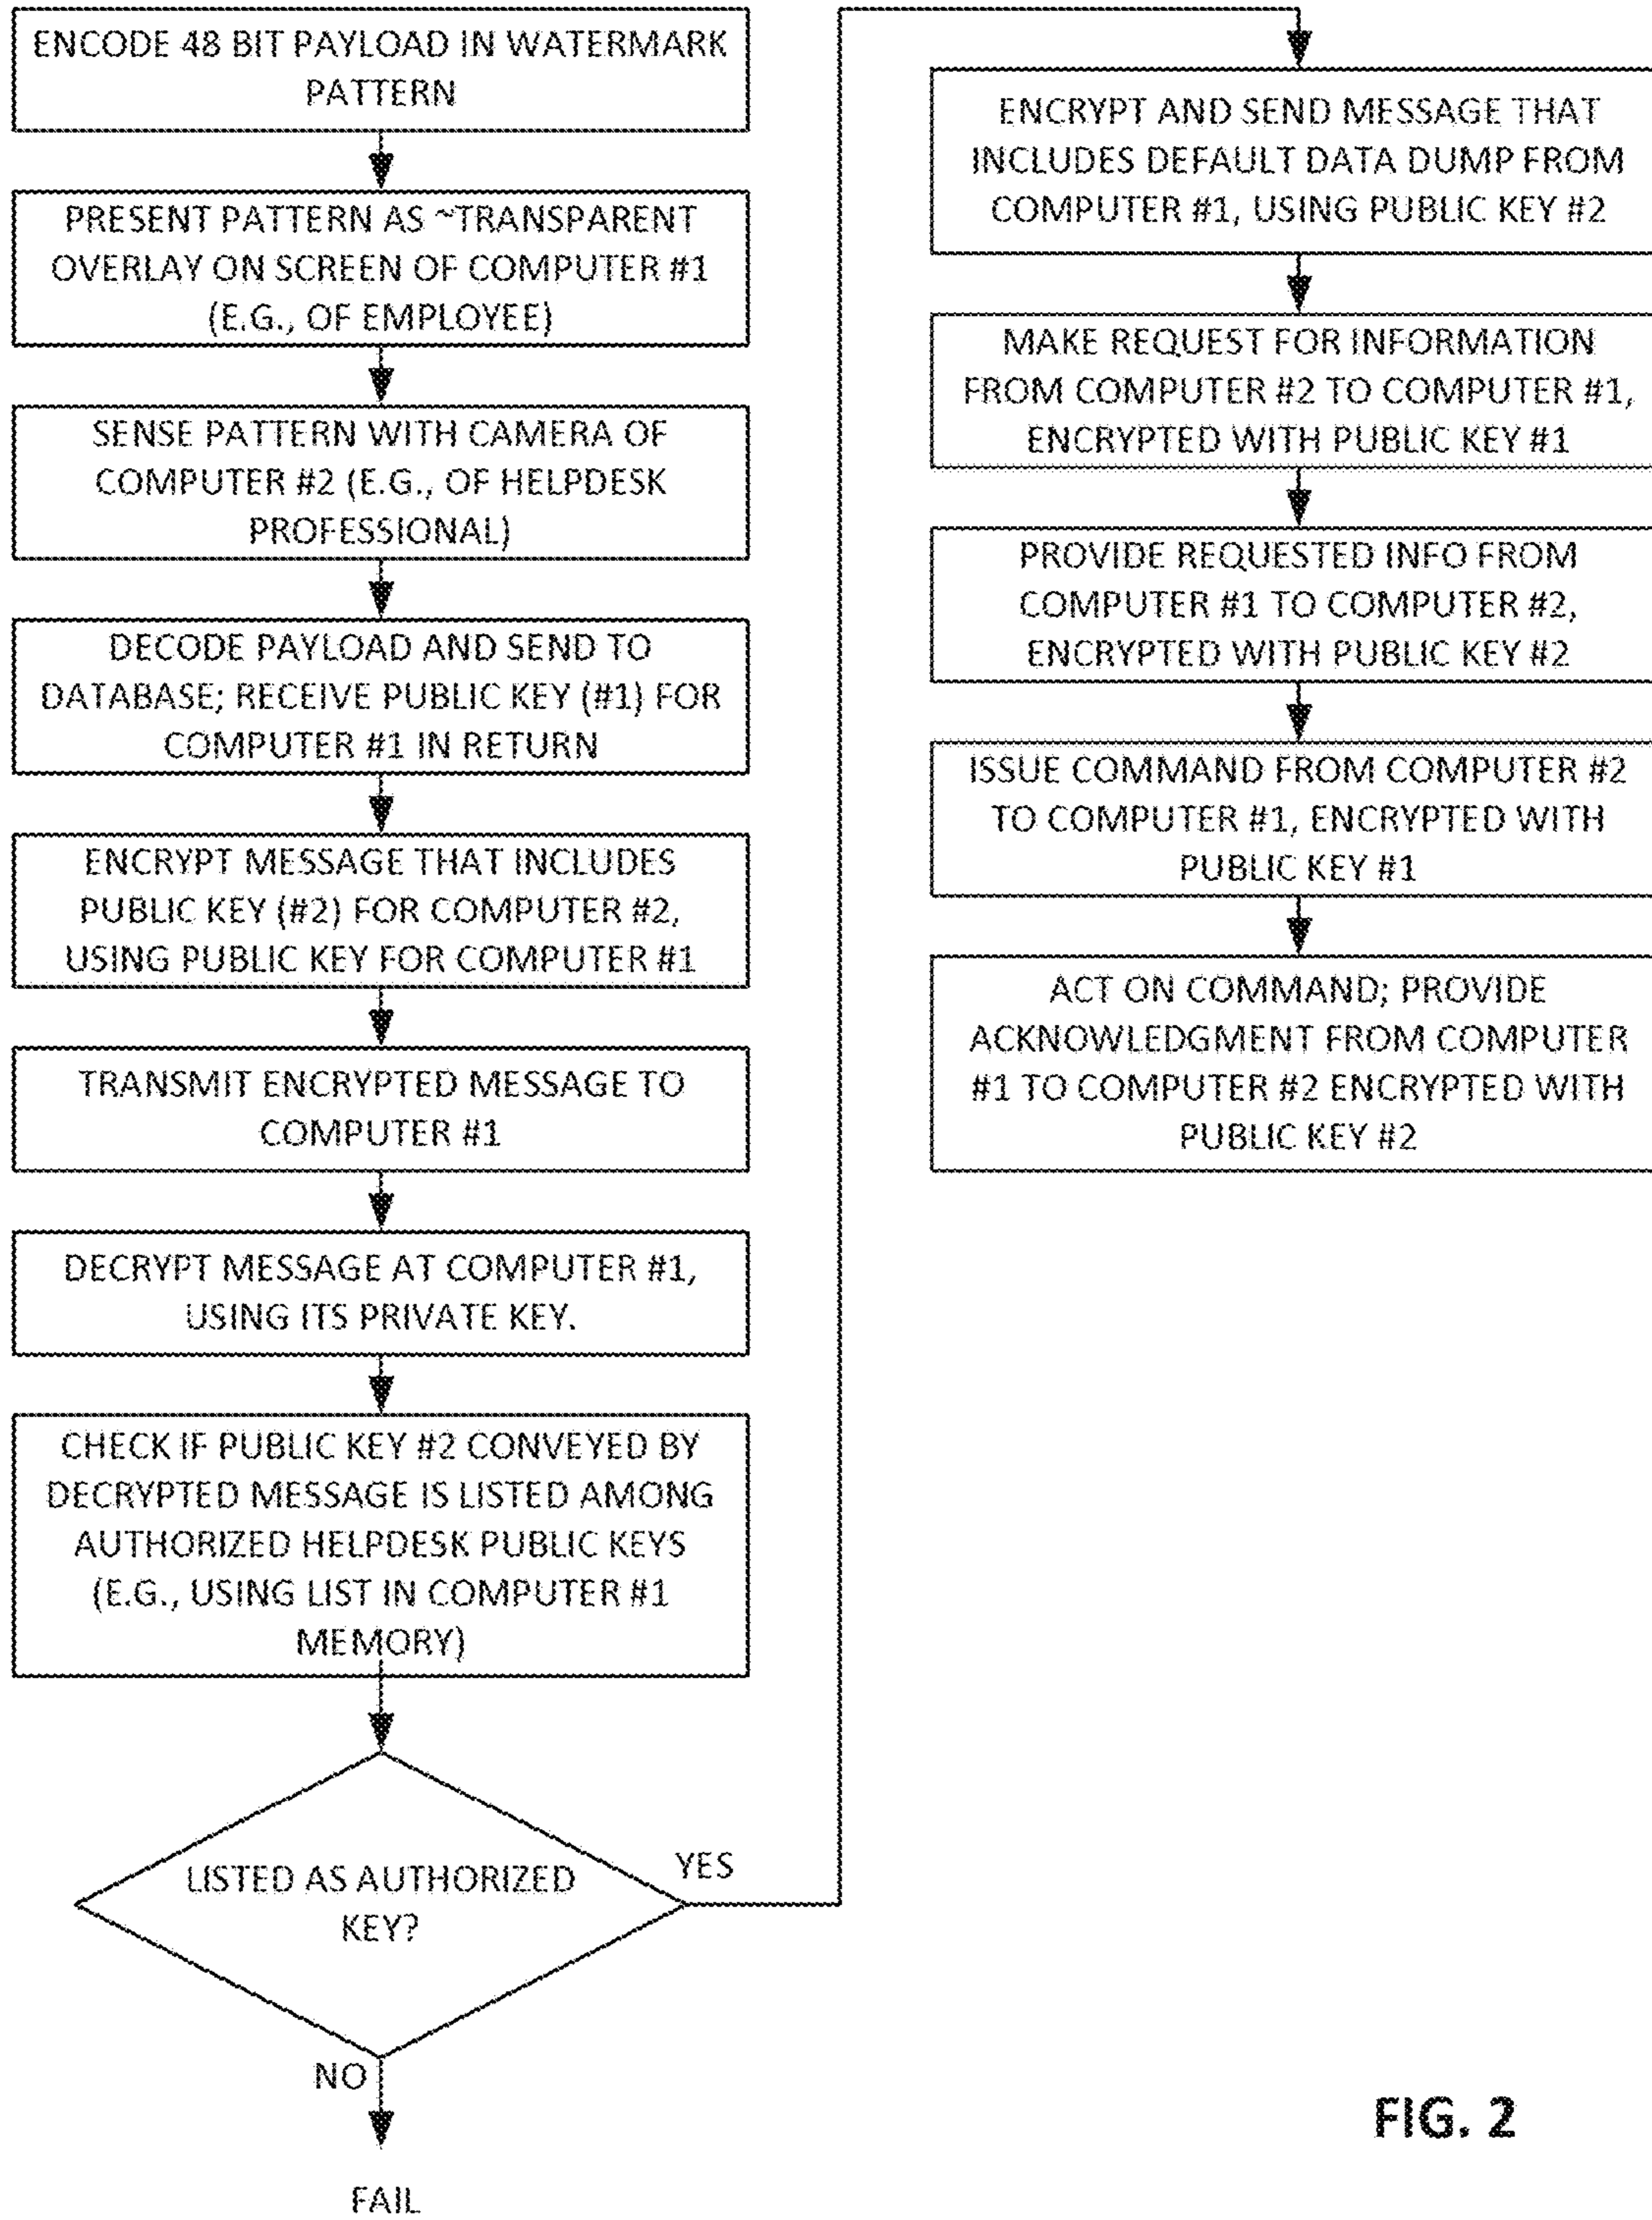 ENCODE 48 BIT PAYLOAD IN WATERMARK
PATTERN
PRESENT PATTERN AS ~TRANSPARENT
OVERLAY ON SCREEN OF COMPUTER #1
(E.G., OF EMPLOYEE)
SENSE PATTERN WITH CAMERA OF
COMPUTER #2 (E.G., OF HELPDESK
PROFESSIONAL)
DECODE PAYLOAD AND SEND TO
DATABASE; RECEIVE PUBLIC KEY (#1) FOR
COMPUTER #1 IN RETURN
ENCRYPT MESSAGE THAT INCLUDES
PUBLIC KEY (#2) FOR COMPUTER #2,
USING PUBLIC KEY FOR COMPUTER #1
TRANSMIT ENCRYPTED MESSAGE TO
COMPUTER #1
DECRYPT MESSAGE AT COMPUTER #1,
USING ITS PRIVATE KEY.
CHECK IF PUBLIC KEY #2 CONVEYED BY
DECRYPTED MESSAGE IS LISTED AMONG
AUTHORIZED HELPDESK PUBLIC KEYS
(E.G., USING LIST IN COMPUTER #1
MEMORY)
LISTED AS AUTHORIZED
KEY?
YES
NO
FAIL
ENCRYPT AND SEND MESSAGE THAT
INCLUDES DEFAULT DATA DUMP FROM
COMPUTER #1, USING PUBLIC KEY #2
MAKE REQUEST FOR INFORMATION
FROM COMPUTER #2 TO COMPUTER #1,
ENCRYPTED WITH PUBLIC KEY #1
PROVIDE REQUESTED INFO FROM
COMPUTER #1 TO COMPUTER #2,
ENCRYPTED WITH PUBLIC KEY #2
ISSUE COMMAND FROM COMPUTER #2
TO COMPUTER #1, ENCRYPTED WITH
PUBLIC KEY #1
ACT ON COMMAND; PROVIDE
ACKNOWLEDGMENT FROM COMPUTER
#1 TO COMPUTER #2 ENCRYPTED WITH
PUBLIC KEY #2
FIG. 2